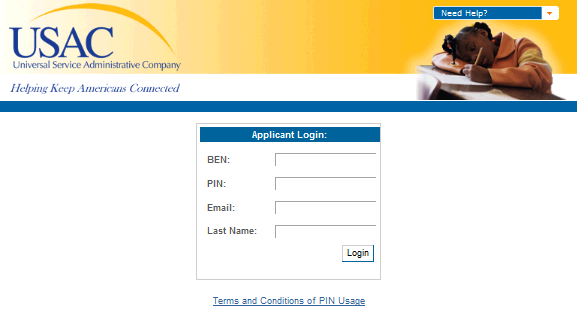 Need Help?
USAC
Universal Service Administrative Company
Helping Keep Americans Connected
Applicant Login:
BEN:
PIN:
Email:
Last Name:
Login
Terms and Conditions of PIN Usage